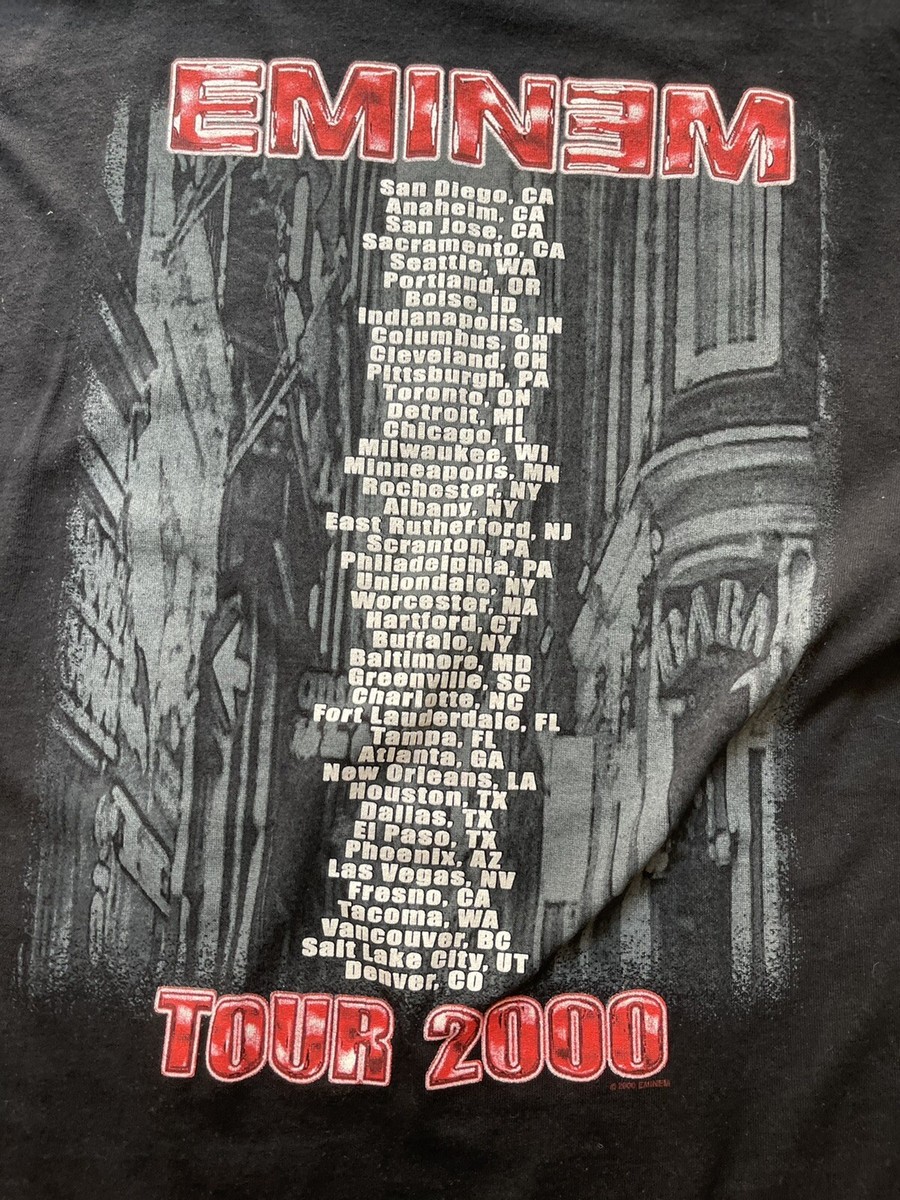 EMINƎM
San Diego, CA
Anaheim, CA
San Jose, CA
Sacramento, CA
Seattle, WA
Portland, OR
Boise, ID
Indianapolis, IN
Columbus, OH
Cleveland, OH
Pittsburgh, PA
Toronto, ON
Detroit, MI
Chicago, IL
Milwaukee, WI
Minneapolis, MN
Rochester, NY
Albany, NY
East Rutherford, NJ
Scranton, PA
Philadelphia, PA
Uniondale, NY
Worcester, MA
Hartford, CT
Buffalo, NY
Baltimore, MD
Greenville, SC
Charlotte, NC
Fort Lauderdale, FL
Tampa, FL
Atlanta, GA
New Orleans, LA
Houston, TX
Dallas, TX
El Paso, TX
Phoenix, AZ
Las Vegas, NV
Fresno, CA
Tacoma, WA
Vancouver, BC
Salt Lake City, UT
Denver, CO
TOUR 2000
© 2000 EMINEM